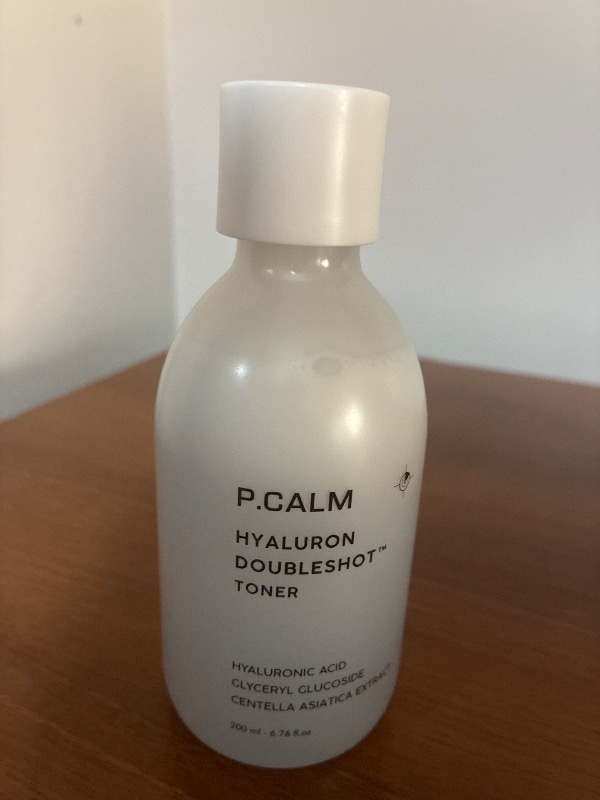 P.CALM
HYALURON
DOUBLESHOT™
TONER
HYALURONIC ACID
GLYCERYL GLUCOSIDE
CENTELLA ASIATICA EXTRACT
200 ml - 6.76 fl.oz